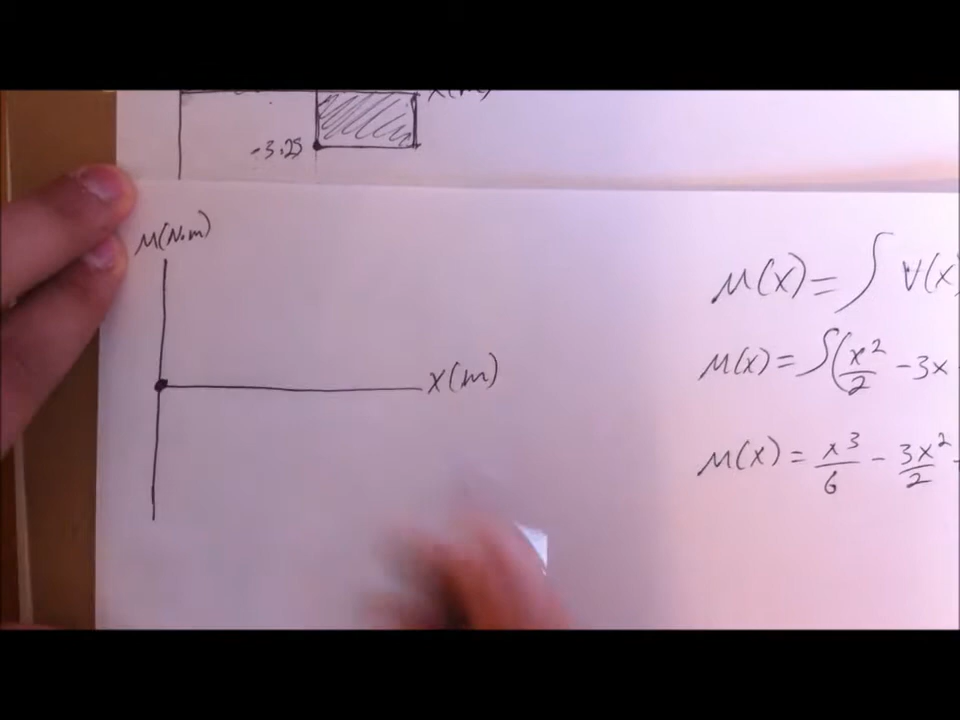 X(m)
-3.25
M(N.m)
X(m)
M(x) = ∫ V(x)
M(x) = ∫(x²/2 - 3x
M(x) = x³/6 - 3x²/2